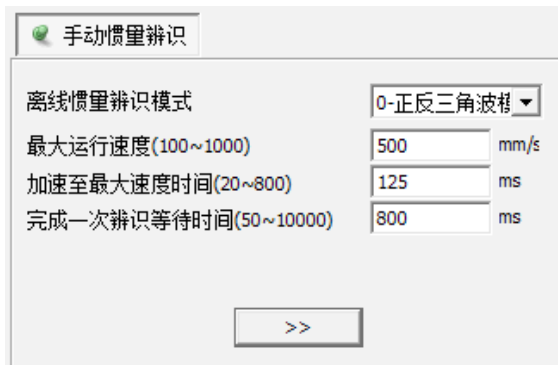 手动惯量辨识
离线惯量辨识模式 0-正反三角波
最大运行速度(100~1000) 500 mm/s
加速至最大速度时间(20~800) 125 ms
完成一次辨识等待时间(50~10000) 800 ms
>>